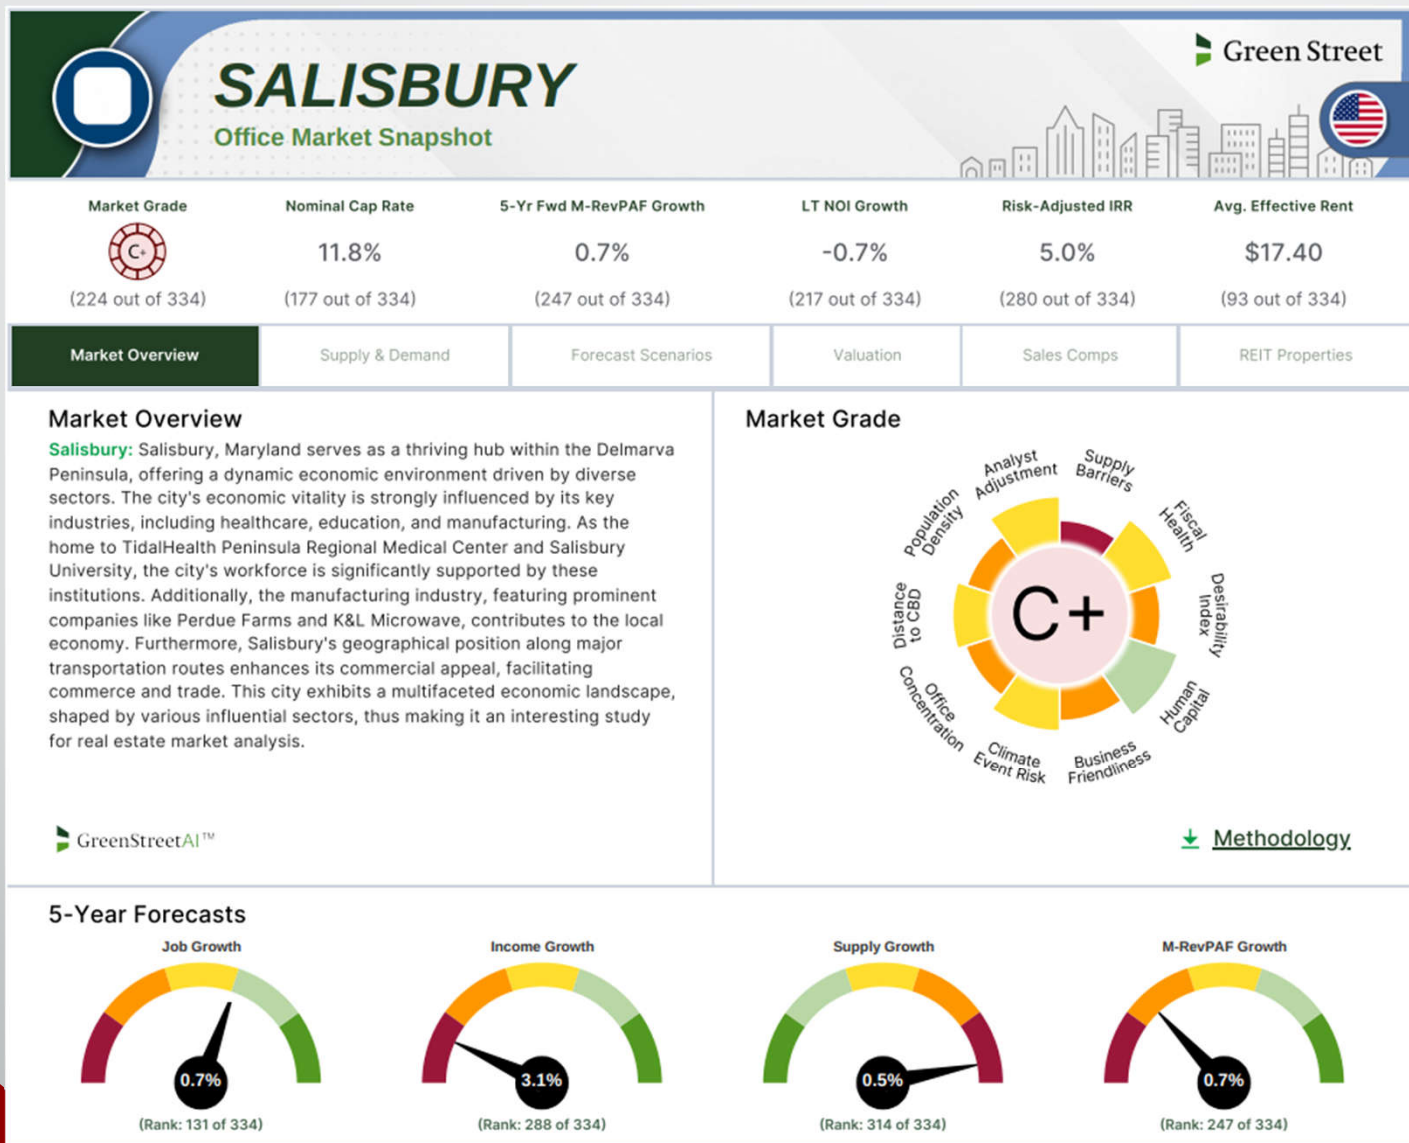 Green Street
SALISBURY
Office Market Snapshot
Market Grade
Nominal Cap Rate
5-Yr Fwd M-RevPAF Growth
LT NOI Growth
Risk-Adjusted IRR
Avg. Effective Rent
C+
11.8%
0.7%
-0.7%
5.0%
$17.40
(224 out of 334)
(177 out of 334)
(247 out of 334)
(217 out of 334)
(280 out of 334)
(93 out of 334)
Market Overview
Supply & Demand
Forecast Scenarios
Valuation
Sales Comps
REIT Properties
Market Overview
Salisbury: Salisbury, Maryland serves as a thriving hub within the Delmarva
Peninsula, offering a dynamic economic environment driven by diverse
sectors. The city's economic vitality is strongly influenced by its key
industries, including healthcare, education, and manufacturing. As the
home to TidalHealth Peninsula Regional Medical Center and Salisbury
University, the city's workforce is significantly supported by these
institutions. Additionally, the manufacturing industry, featuring prominent
companies like Perdue Farms and K&L Microwave, contributes to the local
economy. Furthermore, Salisbury's geographical position along major
transportation routes enhances its commercial appeal, facilitating
commerce and trade. This city exhibits a multifaceted economic landscape,
shaped by various influential sectors, thus making it an interesting study
for real estate market analysis.
GreenStreetAI™
Market Grade
Analyst
Adjustment
Supply
Barriers
Fiscal
Health
Desirability
Index
Human
Capital
Business
Friendliness
Climate
Event Risk
Office
Concentration
Distance
to CBD
Population
Density
C+
Methodology
5-Year Forecasts
Job Growth
0.7%
(Rank: 131 of 334)
Income Growth
3.1%
(Rank: 288 of 334)
Supply Growth
0.5%
(Rank: 314 of 334)
M-RevPAF Growth
0.7%
(Rank: 247 of 334)